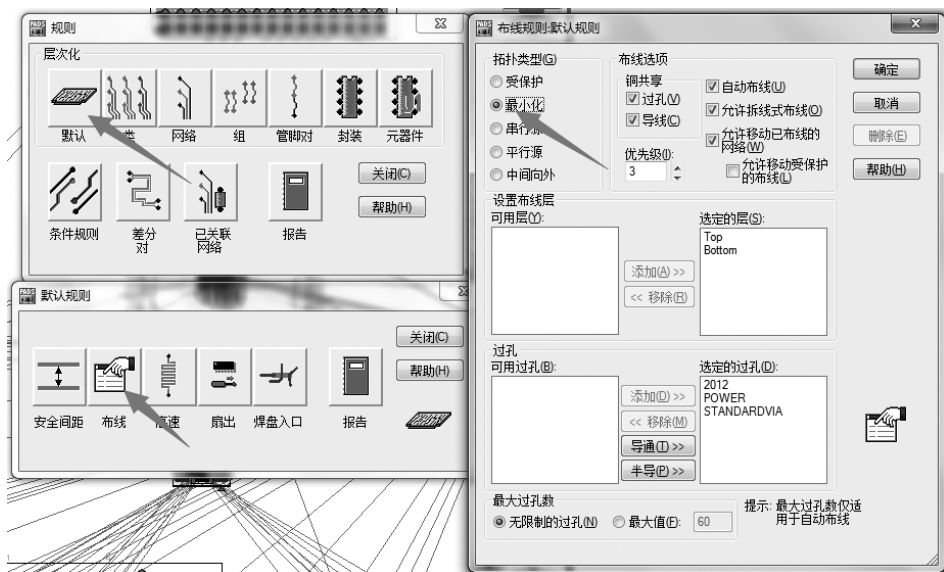 规则
层次化
默认
类
网络
组
管脚对
封装
元器件
条件规则
差分
对
已关联
网络
报告
关闭(C)
帮助(H)
默认规则
安全间距
布线
倍速
扇出
焊盘入口
报告
关闭(C)
帮助(H)
布线规则:默认规则
拓扑类型(G)
受保护
最小化
串行源
平行源
中间向外
布线选项
铜共享
过孔(V)
导线(C)
优先级(I):
3
自动布线(U)
允许拆线式布线(O)
允许移动已布线的
网络(W)
允许移动受保护
的布线(L)
确定
取消
删除(E)
帮助(H)
设置布线层
可用层(Y):
添加(A) >>
<< 移除(R)
选定的层(S):
Top
Bottom
过孔
可用过孔(B):
添加(D) >>
<< 移除(M)
导通(T) >>
半导(P) >>
选定的过孔(D):
2012
POWER
STANDARDVIA
最大过孔数
无限制的过孔(N)
最大值(F):
60
提示: 最大过孔数仅适
用于自动布线